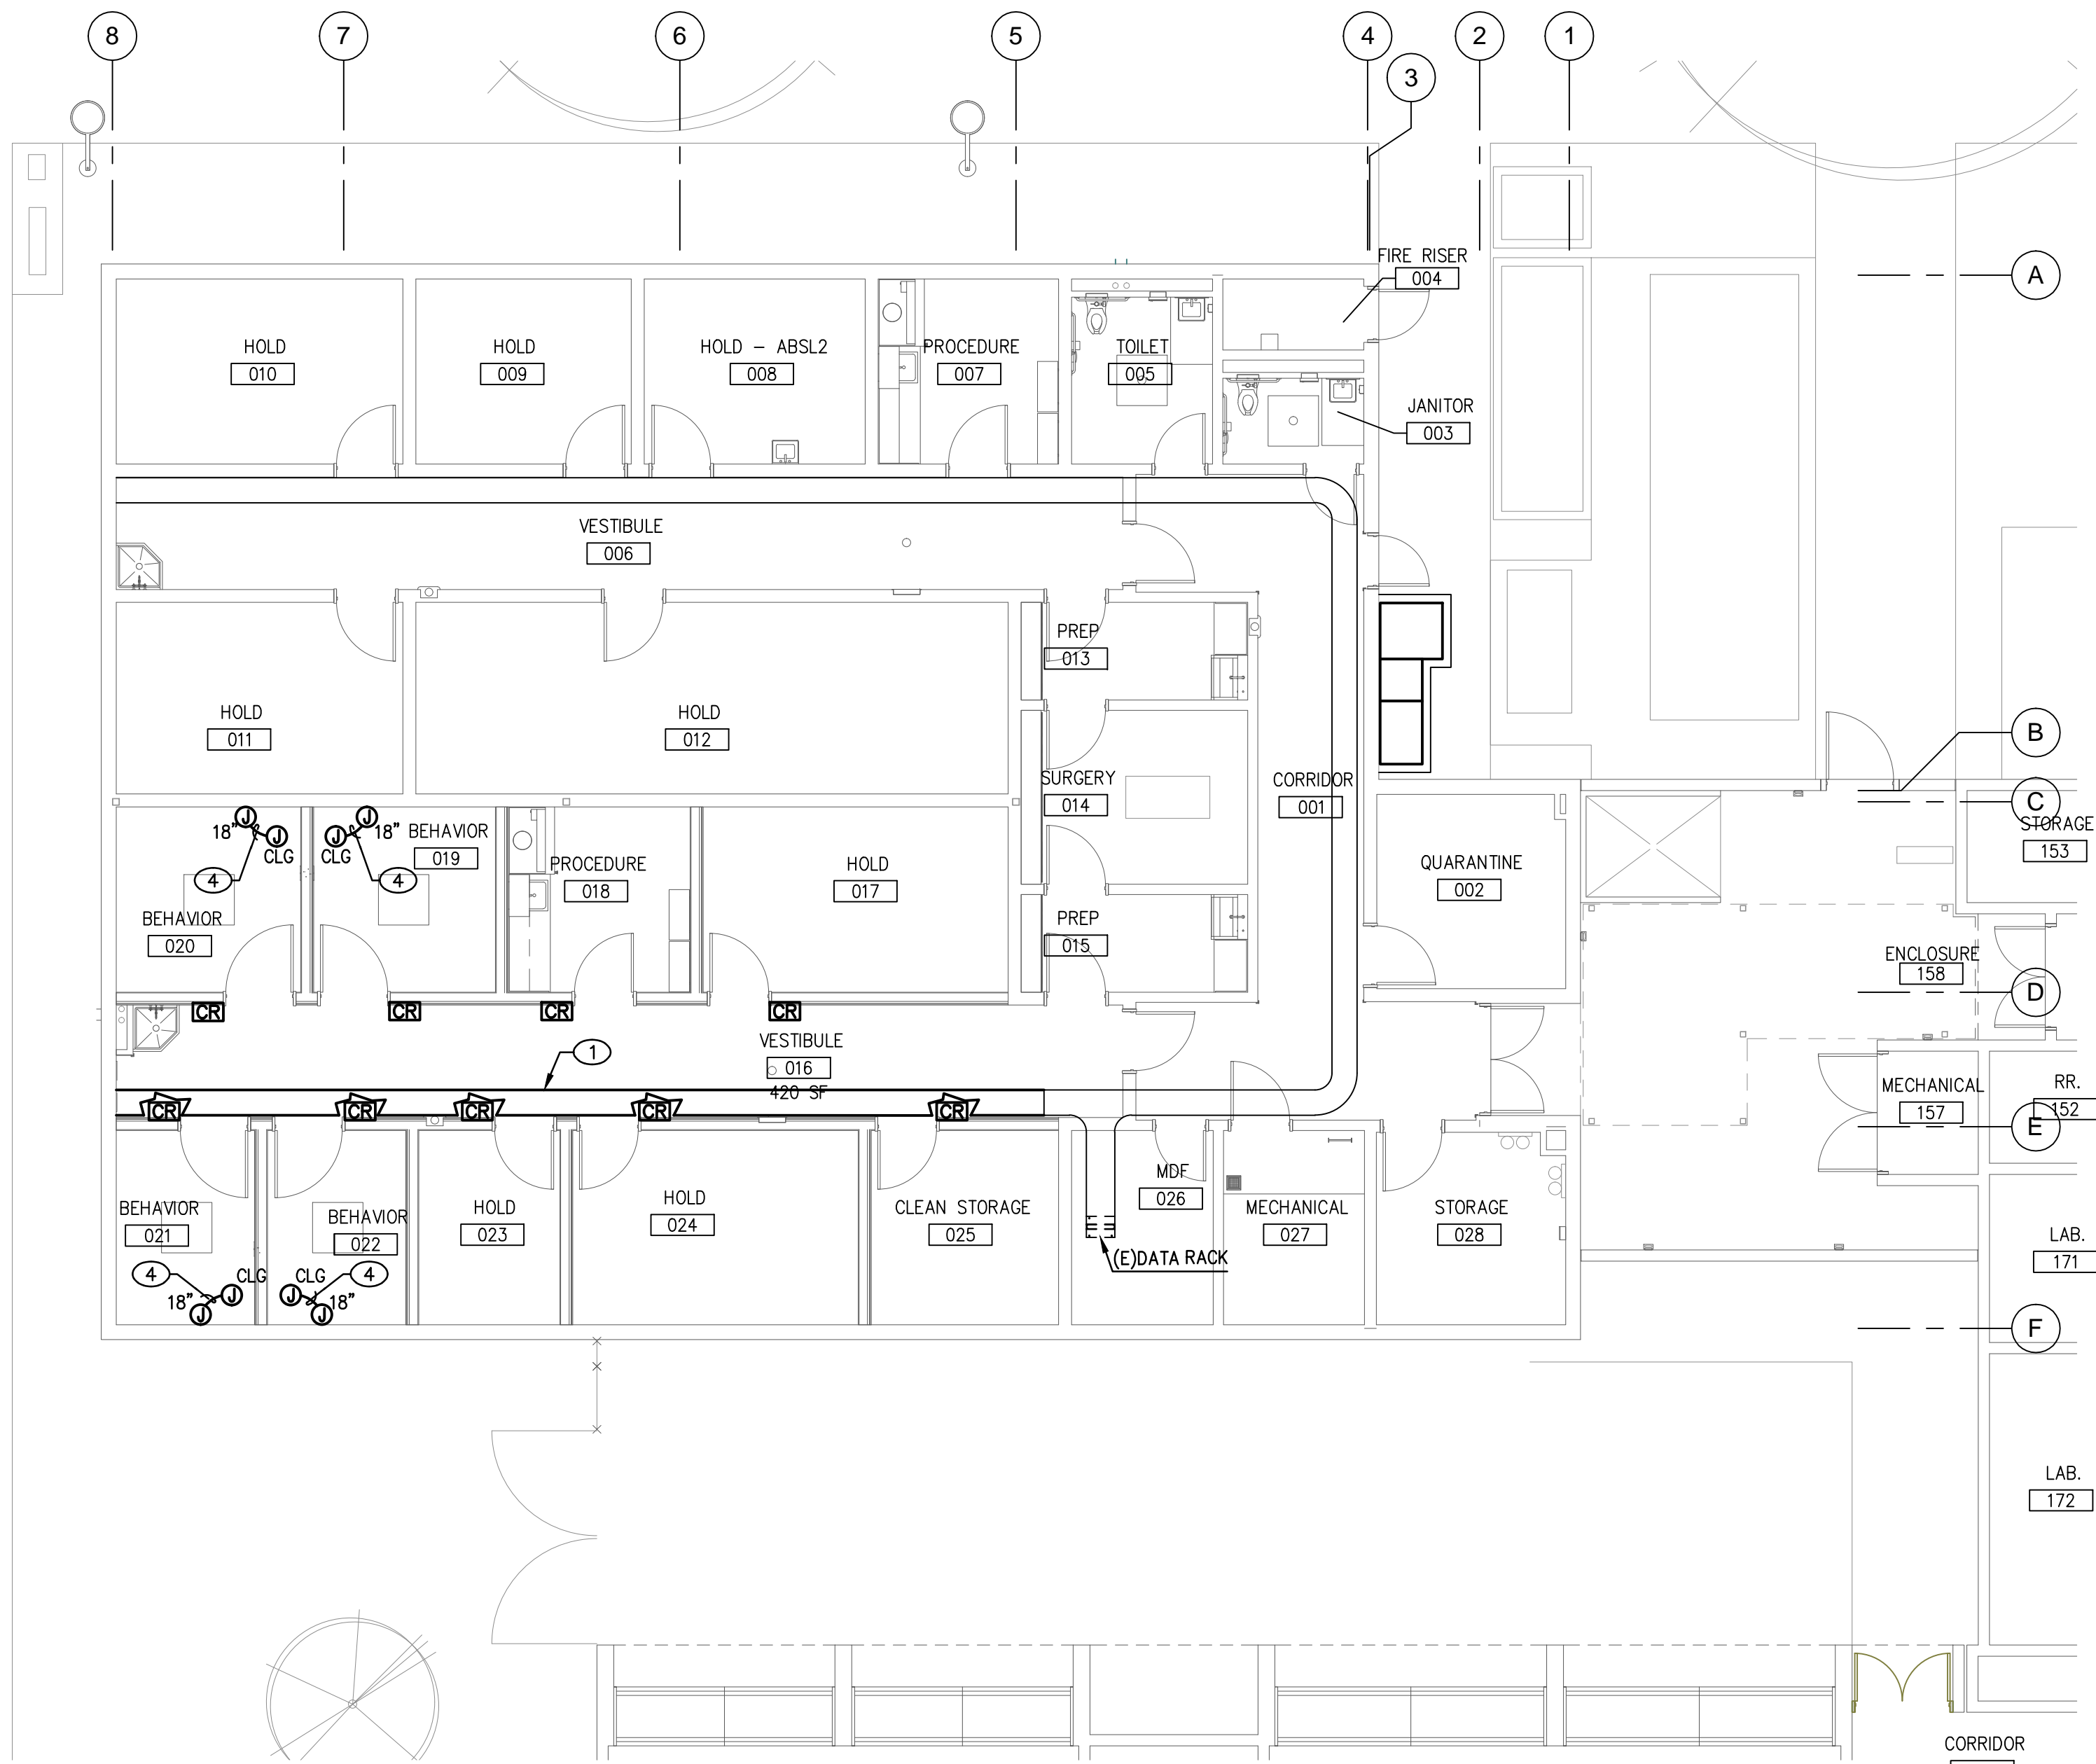 8
7
6
5
4
2
1
3
FIRE RISER
004
A
HOLD
010
HOLD
009
HOLD - ABSL2
008
PROCEDURE
007
TOILET
005
JANITOR
003
VESTIBULE
006
PREP
013
HOLD
011
HOLD
012
SURGERY
014
CORRIDOR
001
B
C
STORAGE
153
J
18"
J
CLG
4
J
18"
J
CLG
4
BEHAVIOR
019
BEHAVIOR
020
PROCEDURE
018
HOLD
017
QUARANTINE
002
PREP
015
ENCLOSURE
158
D
CR
CR
CR
CR
VESTIBULE
016
420 SF
1
CR
CR
CR
CR
CR
MECHANICAL
157
RR.
152
E
BEHAVIOR
021
BEHAVIOR
022
HOLD
023
HOLD
024
CLEAN STORAGE
025
MDF
026
MECHANICAL
027
STORAGE
028
LAB.
171
(E)DATA RACK
4
CLG
J
18"
J
CLG
4
J
18"
J
F
LAB.
172
CORRIDOR